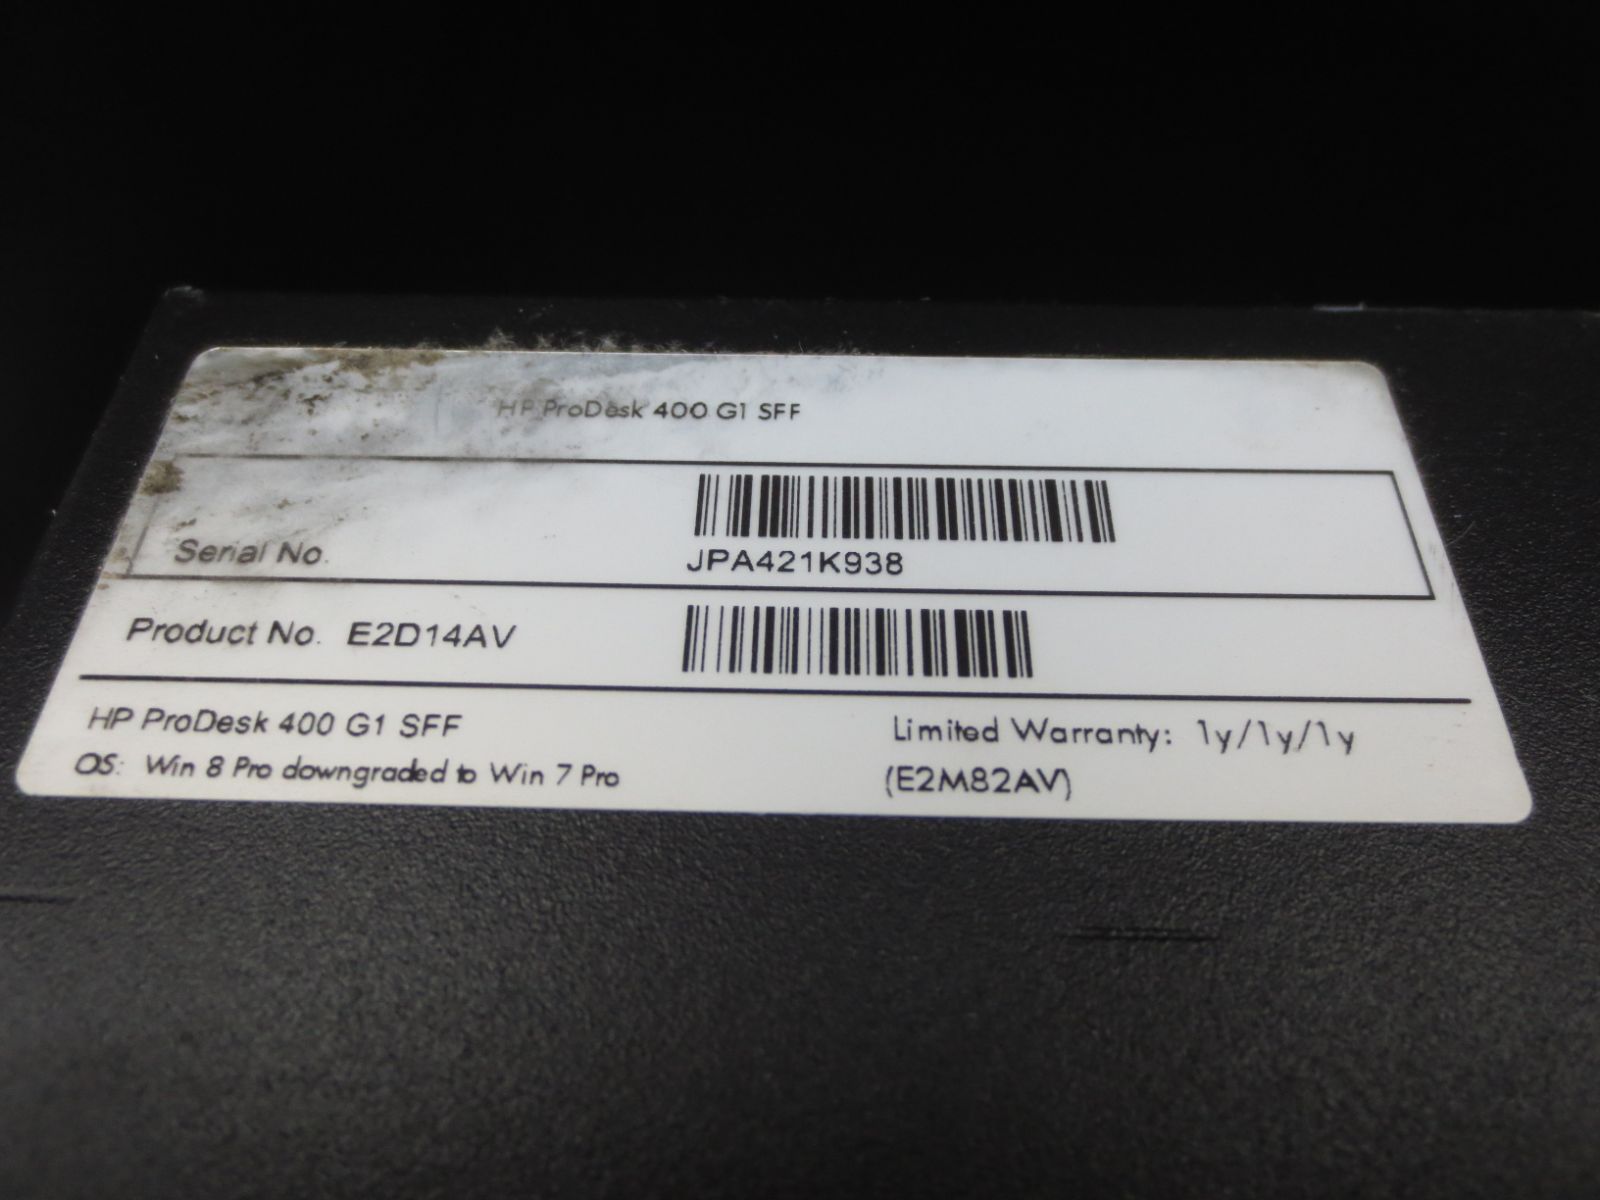 HP ProDesk 400 G1 SFF
Serial No. JPA421K938
Product No. E2D14AV
HP ProDesk 400 G1 SFF Limited Warranty: 1y/1y/1y
OS: Win 8 Pro downgraded to Win 7 Pro (E2M82AV)